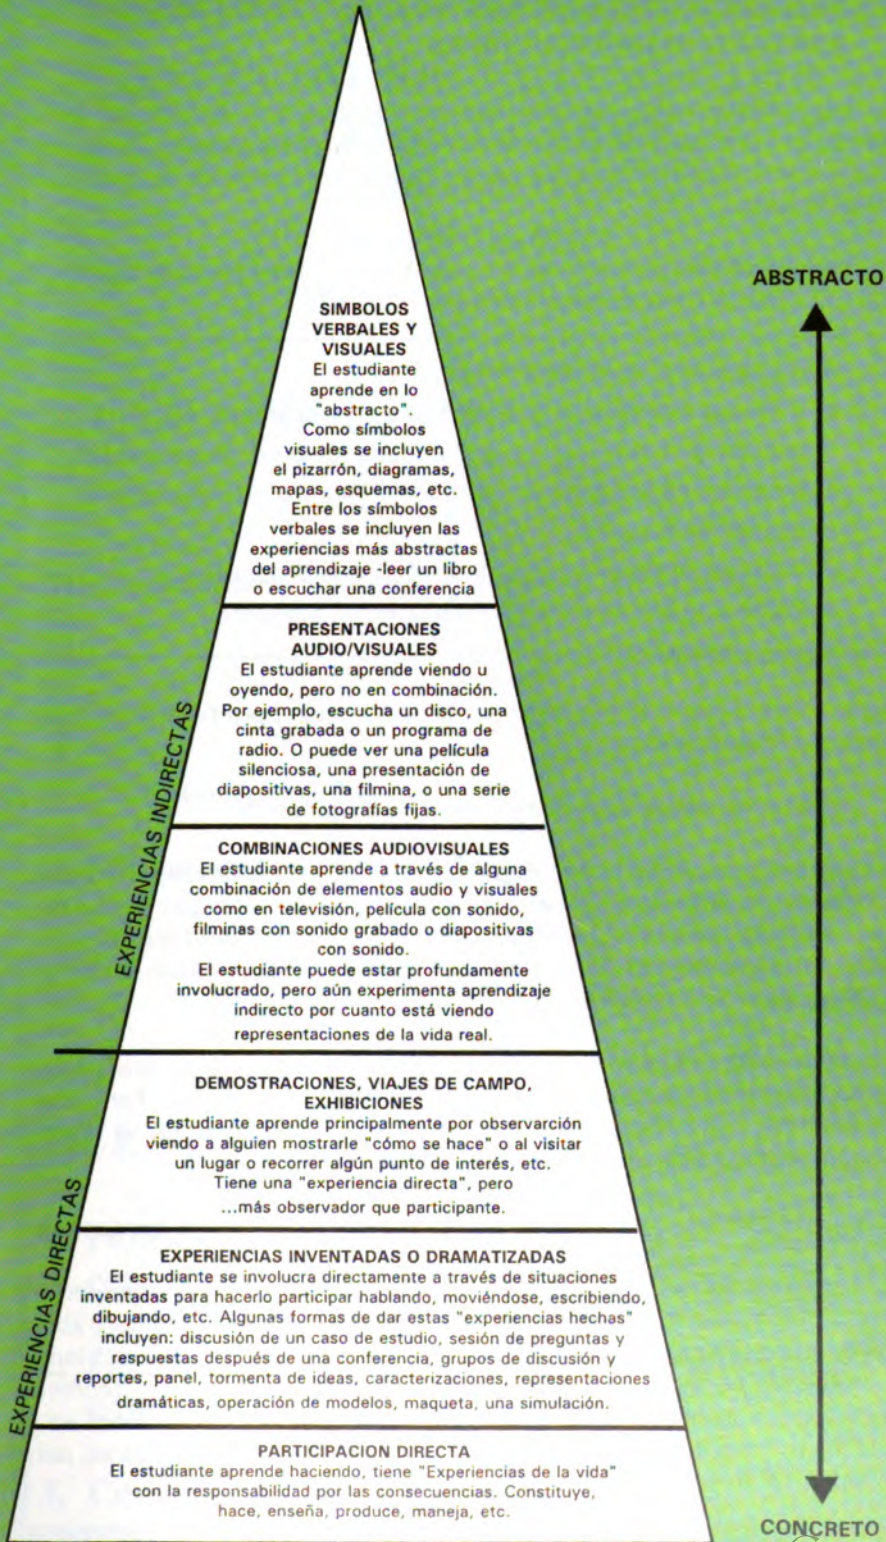 ABSTRACTO
SIMBOLOS
VERBALES Y
VISUALES
El estudiante
aprende en lo
"abstracto".
Como símbolos
visuales se incluyen
el pizarrón, diagramas,
mapas, esquemas, etc.
Entre los símbolos
verbales se incluyen las
experiencias más abstractas
del aprendizaje -leer un libro
o escuchar una conferencia
PRESENTACIONES
AUDIO/VISUALES
El estudiante aprende viendo u
oyendo, pero no en combinación.
Por ejemplo, escucha un disco, una
cinta grabada o un programa de
radio. O puede ver una película
silenciosa, una presentación de
diapositivas, una filmina, o una serie
de fotografías fijas.
EXPERIENCIAS INDIRECTAS
COMBINACIONES AUDIOVISUALES
El estudiante aprende a través de alguna
combinación de elementos audio y visuales
como en televisión, película con sonido,
filminas con sonido grabado o diapositivas
con sonido.
El estudiante puede estar profundamente
involucrado, pero aún experimenta aprendizaje
indirecto por cuanto está viendo
representaciones de la vida real.
DEMOSTRACIONES, VIAJES DE CAMPO,
EXHIBICIONES
El estudiante aprende principalmente por observarción
viendo a alguien mostrarle "cómo se hace" o al visitar
un lugar o recorrer algún punto de interés, etc.
Tiene una "experiencia directa", pero
...más observador que participante.
EXPERIENCIAS DIRECTAS
EXPERIENCIAS INVENTADAS O DRAMATIZADAS
El estudiante se involucra directamente a través de situaciones
inventadas para hacerlo participar hablando, moviéndose, escribiendo,
dibujando, etc. Algunas formas de dar estas "experiencias hechas"
incluyen: discusión de un caso de estudio, sesión de preguntas y
respuestas después de una conferencia, grupos de discusión y
reportes, panel, tormenta de ideas, caracterizaciones, representaciones
dramáticas, operación de modelos, maqueta, una simulación.
PARTICIPACION DIRECTA
El estudiante aprende haciendo, tiene "Experiencias de la vida"
con la responsabilidad por las consecuencias. Constituye,
hace, enseña, produce, maneja, etc.
CONCRETO